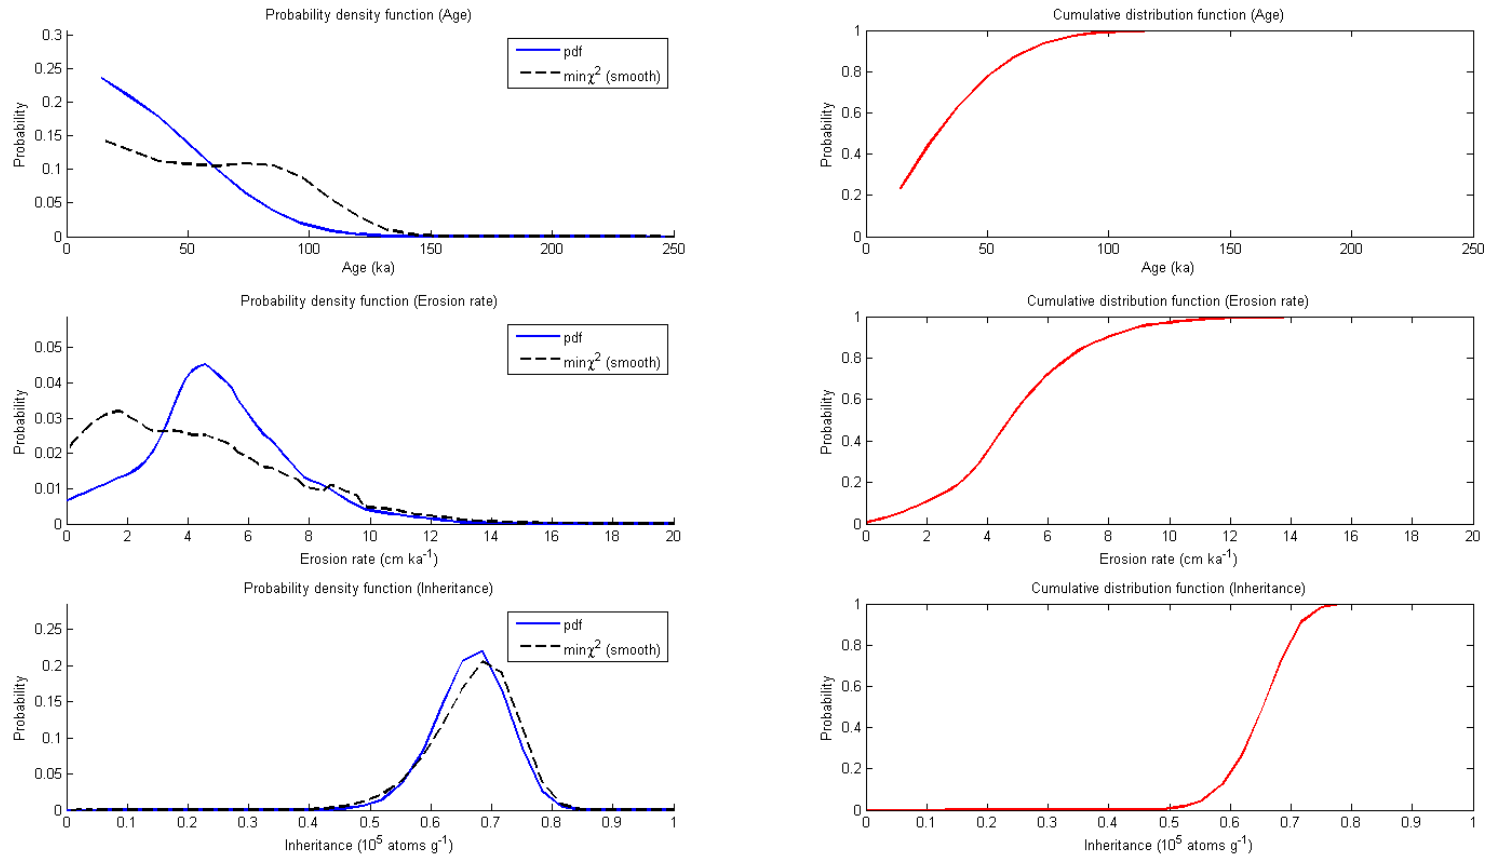 Probability density function (Age)
0.3
0.25
0.2
0.15
0.1
0.05
0
Probability
pdf
minχ² (smooth)
0 50 100 150 200 250
Age (ka)
Cumulative distribution function (Age)
1
0.8
0.6
0.4
0.2
0
Probability
0 50 100 150 200 250
Age (ka)
Probability density function (Erosion rate)
0.05
0.04
0.03
0.02
0.01
0
Probability
pdf
minχ² (smooth)
0 2 4 6 8 10 12 14 16 18 20
Erosion rate (cm ka⁻¹)
Cumulative distribution function (Erosion rate)
1
0.8
0.6
0.4
0.2
0
Probability
0 2 4 6 8 10 12 14 16 18 20
Erosion rate (cm ka⁻¹)
Probability density function (Inheritance)
0.25
0.2
0.15
0.1
0.05
0
Probability
pdf
minχ² (smooth)
0 0.1 0.2 0.3 0.4 0.5 0.6 0.7 0.8 0.9 1
Inheritance (10⁵ atoms g⁻¹)
Cumulative distribution function (Inheritance)
1
0.8
0.6
0.4
0.2
0
Probability
0 0.1 0.2 0.3 0.4 0.5 0.6 0.7 0.8 0.9 1
Inheritance (10⁵ atoms g⁻¹)